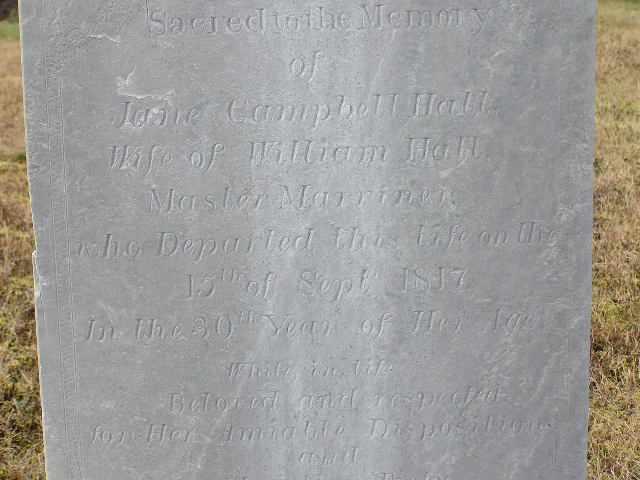 Sacred to the Memory
of
Jane Campbell Hall
Wife of William Hall
Master Marriner
who Departed this life on the
15th of Sept 1817
In the 30th Year of Her Age
While in life
Beloved and respected
for Her Amiable Disposition
and